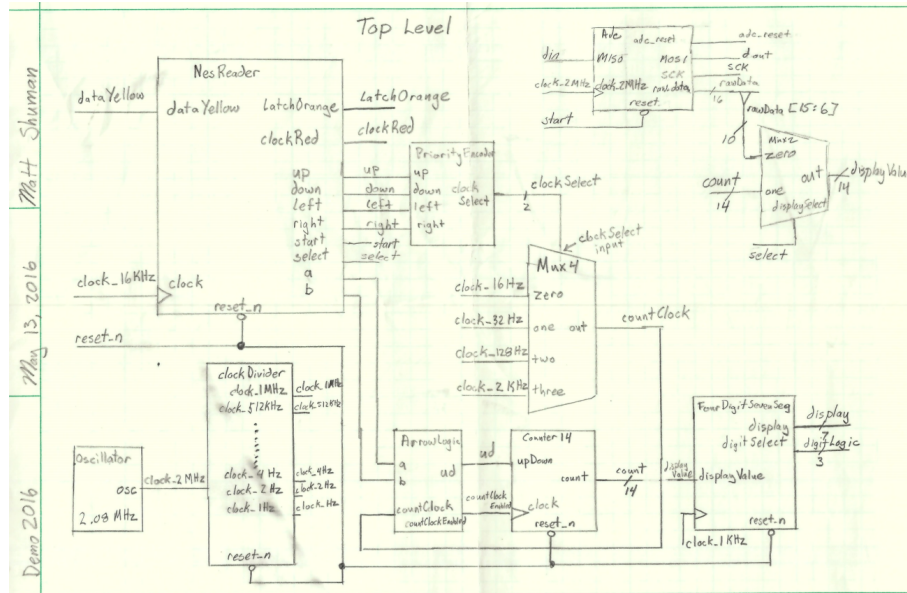 Top Level
Matt Shuman
May 13, 2016
Demo 2016
NesReader
dataYellow
dataYellow
LatchOrange
LatchOrange
clockRed
clockRed
up
up
down
down
left
left
right
right
start
start
select
select
a
b
clock_16KHz
clock
reset_n
reset_n
PriorityEncoder
up
down
left
right
clock
Select
clockSelect
2
clockSelect
input
Mux4
clock_16Hz
zero
clock_32Hz
one
out
countClock
clock_128Hz
two
clock_2KHz
three
Adc
adc_reset
adc_reset
din
MISO
MOSI
dout
SCK
SCK
clock_2MHz
clock_2MHz
rawdata
rawData
16
reset
start
rawData [15:6]
10
Mux2
zero
out
displayValue
14
count
14
one
displaySelect
select
clockDivider
clock_1MHz
clock_1MHz
clock_512KHz
clock_512KHz
clock_4Hz
clock_4Hz
clock_2Hz
clock_2Hz
clock_1Hz
clock_Hz
reset_n
Oscillator
osc
2.08 MHz
clock_2MHz
ArrowLogic
a
b
ud
countClock
countClockEnabled
ud
countClock
Enbled
Counter14
upDown
count
clock
reset_n
count
14
display
Value
FourDigitSevenSeg
display
digitSelect
display
7
digitLogic
3
displayValue
reset_n
clock_1KHz